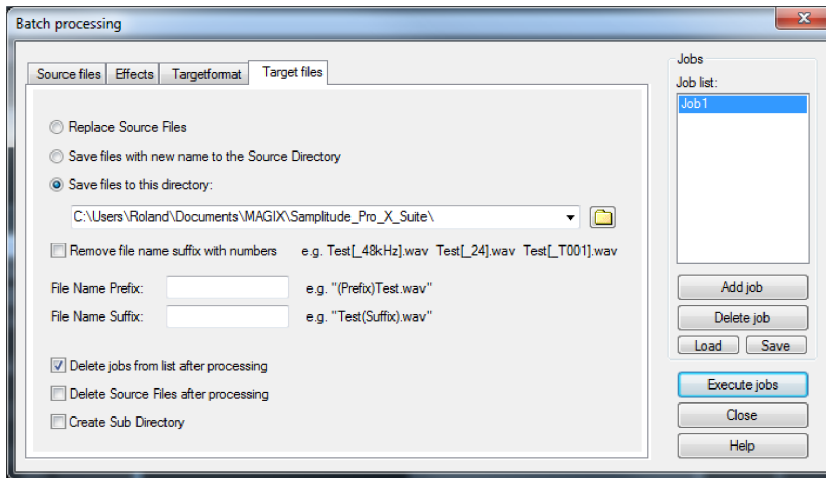 Batch processing
Source files Effects Targetformat Target files
Replace Source Files
Save files with new name to the Source Directory
Save files to this directory:
C:\Users\Roland\Documents\MAGIX\Samplitude_Pro_X_Suite\
Remove file name suffix with numbers e.g. Test[_48kHz].wav Test[_24].wav Test[_T001].wav
File Name Prefix: e.g. "(Prefix)Test.wav"
File Name Suffix: e.g. "Test(Suffix).wav"
Delete jobs from list after processing
Delete Source Files after processing
Create Sub Directory
Jobs
Job list:
Job1
Add job
Delete job
Load Save
Execute jobs
Close
Help